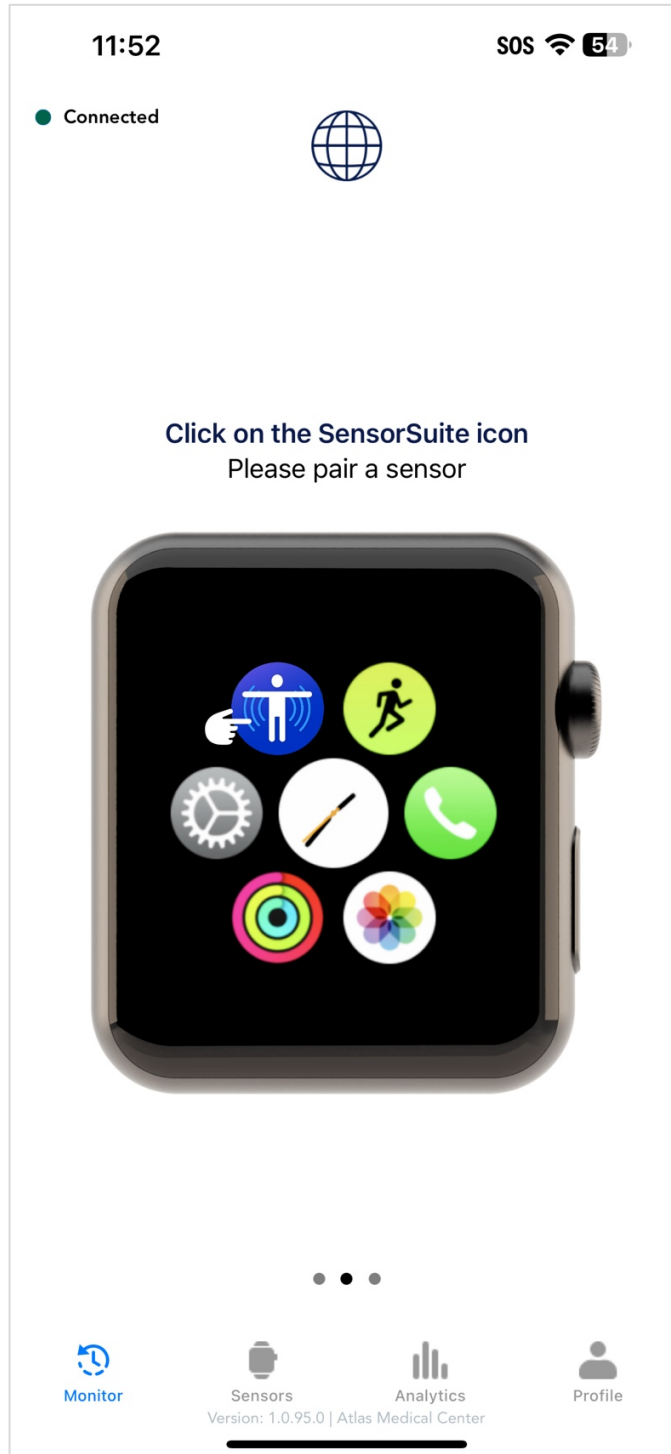 11:52
SOS 54
Connected
Click on the SensorSuite icon
Please pair a sensor
Monitor Sensors Analytics Profile
Version: 1.0.95.0 | Atlas Medical Center